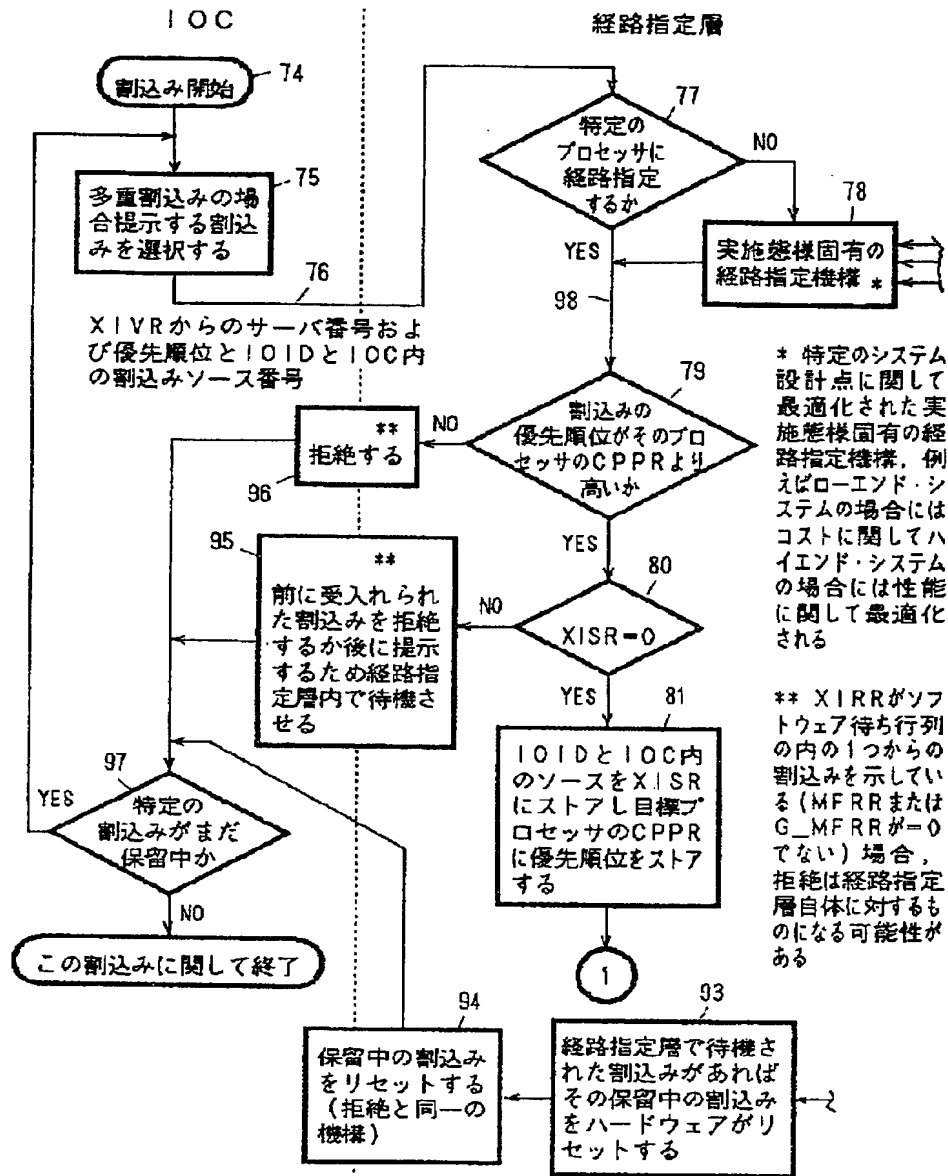 IOC
経路指定層
割込み開始
74
多重割込みの場
合提示する割込
みを選択する
75
76
XIVRからのサーバ番号およ
び優先順位とIOIDとIOC内
の割込みソース番号
特定の
プロセッサに
経路指定
するか
77
NO
YES
78
実施態様固有の
経路指定機構 *
98
割込みの
優先順位がそのプロ
セッサのCPPRより
高いか
79
NO
YES
**
拒絶する
96
95
**
前に受入れられ
た割込みを拒絶
するか後に提示
するため経路指
定層内で待機さ
せる
80
NO
XISR=0
YES
81
IOIDとIOC内
のソースをXISR
にストアし目標プ
ロセッサのCPPR
に優先順位をストア
する
1
97
YES
特定の
割込みがまだ
保留中か
NO
この割込みに関して終了
94
保留中の割込み
をリセットする
(拒絶と同一の
機構)
93
経路指定層で待機さ
れた割込みがあれば
その保留中の割込み
をハードウェアがリ
セットする
* 特定のシステム
設計点に関して
最適化された実
施態様固有の経
路指定機構、例
えばローエンド・シ
ステムの場合には
コストに関してハ
イエンド・システム
の場合には性能
に関して最適化
される
** XIRRがソフ
トウェア待ち行列
の内の1つからの
割込みを示してい
る(MFRRまたは
G_MFRRが=0
でない)場合、
拒絶は経路指定
層自体に対するも
のになる可能性が
ある